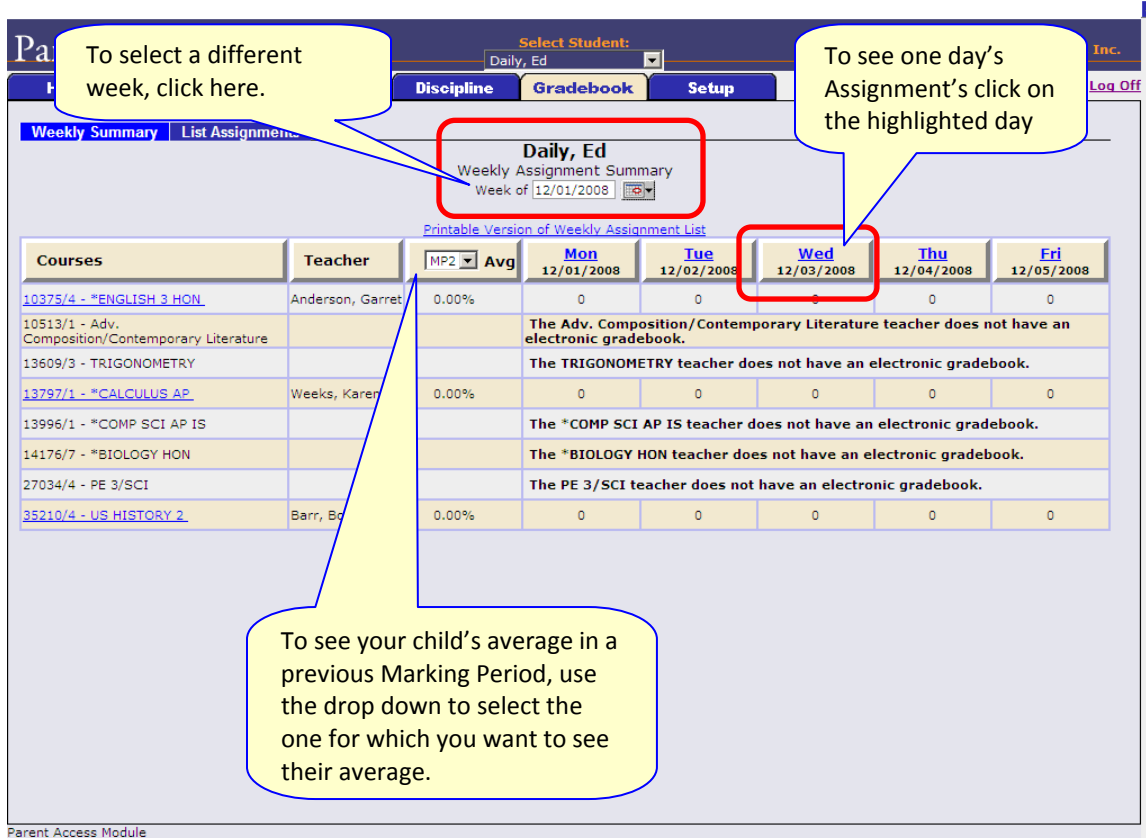 Select Student:
Daily, Ed
Inc.
Discipline
Gradebook
Setup
Log Off
To select a different
week, click here.
To see one day’s
Assignment’s click on
the highlighted day
Weekly Summary
List Assignme
Daily, Ed
Weekly Assignment Summary
Week of 12/01/2008
Printable Version of Weekly Assignment List
Courses
Teacher
MP2 Avg
Mon
12/01/2008
Tue
12/02/2008
Wed
12/03/2008
Thu
12/04/2008
Fri
12/05/2008
10375/4 - *ENGLISH 3 HON Anderson, Garret 0.00% 0 0 0 0 0
10513/1 - Adv.
Composition/Contemporary Literature
The Adv. Composition/Contemporary Literature teacher does not have an
electronic gradebook.
13609/3 - TRIGONOMETRY The TRIGONOMETRY teacher does not have an electronic gradebook.
13797/1 - *CALCULUS AP Weeks, Karen 0.00% 0 0 0 0 0
13996/1 - *COMP SCI AP IS The *COMP SCI AP IS teacher does not have an electronic gradebook.
14176/7 - *BIOLOGY HON The *BIOLOGY HON teacher does not have an electronic gradebook.
27034/4 - PE 3/SCI The PE 3/SCI teacher does not have an electronic gradebook.
35210/4 - US HISTORY 2 Barr, 0.00% 0 0 0 0 0
To see your child’s average in a
previous Marking Period, use
the drop down to select the
one for which you want to see
their average.
Parent Access Module